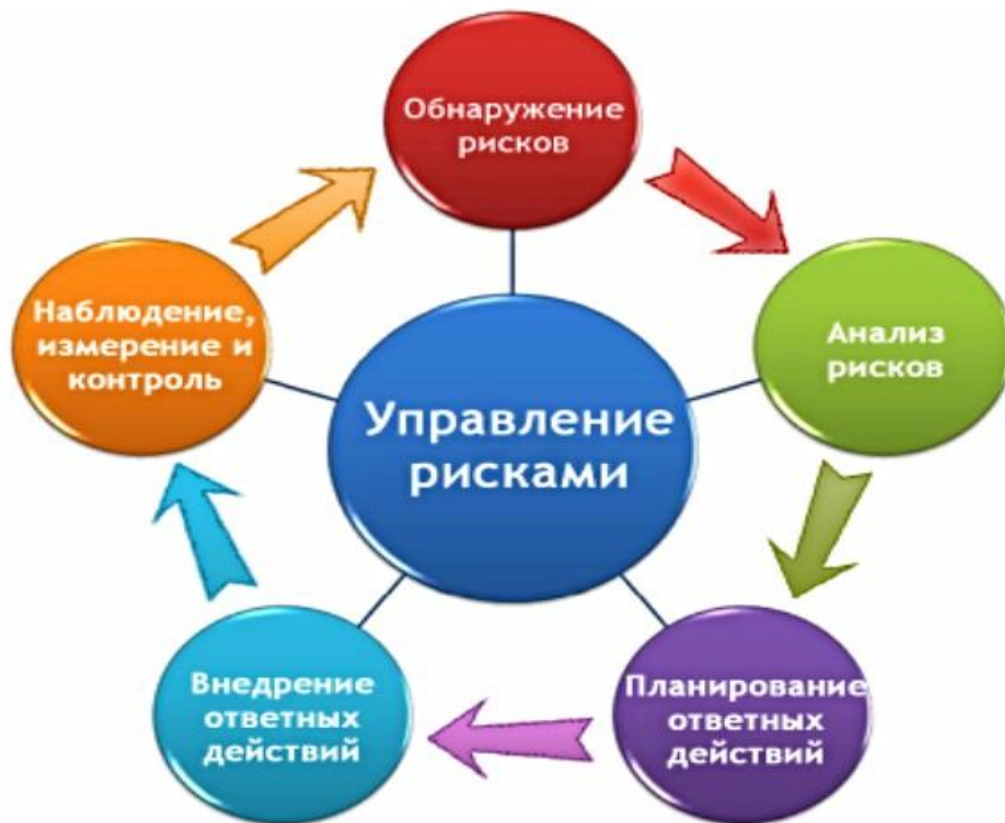 Обнаружение
рисков
Анализ
рисков
Планирование
ответных
действий
Внедрение
ответных
действий
Наблюдение,
измерение и
контроль
Управление
рисками